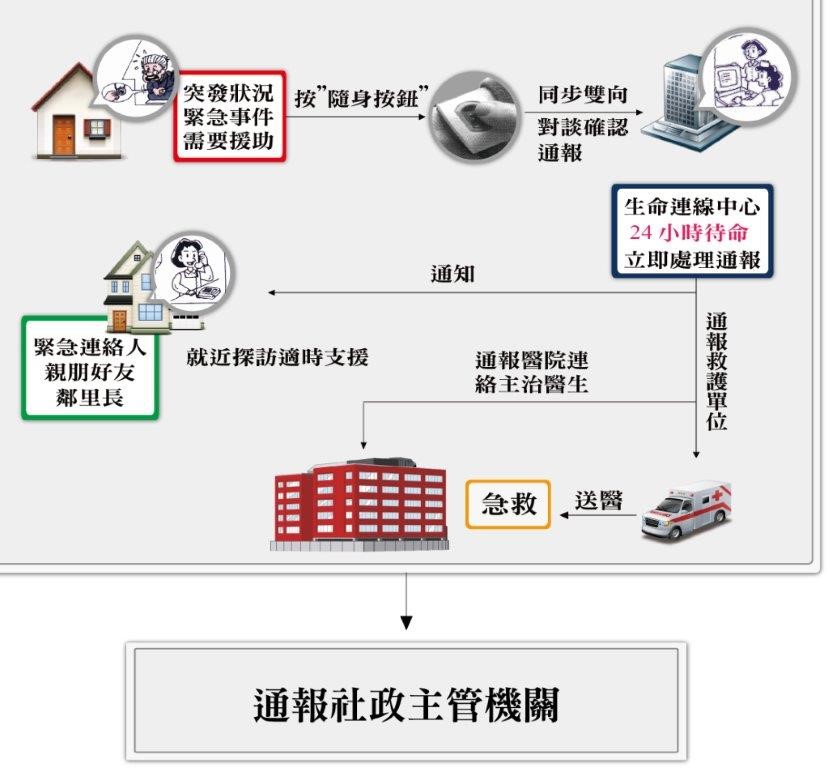 突發狀況
緊急事件
需要援助
按”隨身按鈕”
同步雙向
對談確認
通報
生命連線中心
24 小時待命
立即處理通報
通知
緊急連絡人
親朋好友
鄰里長
就近探訪適時支援
通報醫院連
絡主治醫生
通報救護單位
急救
送醫
通報社政主管機關